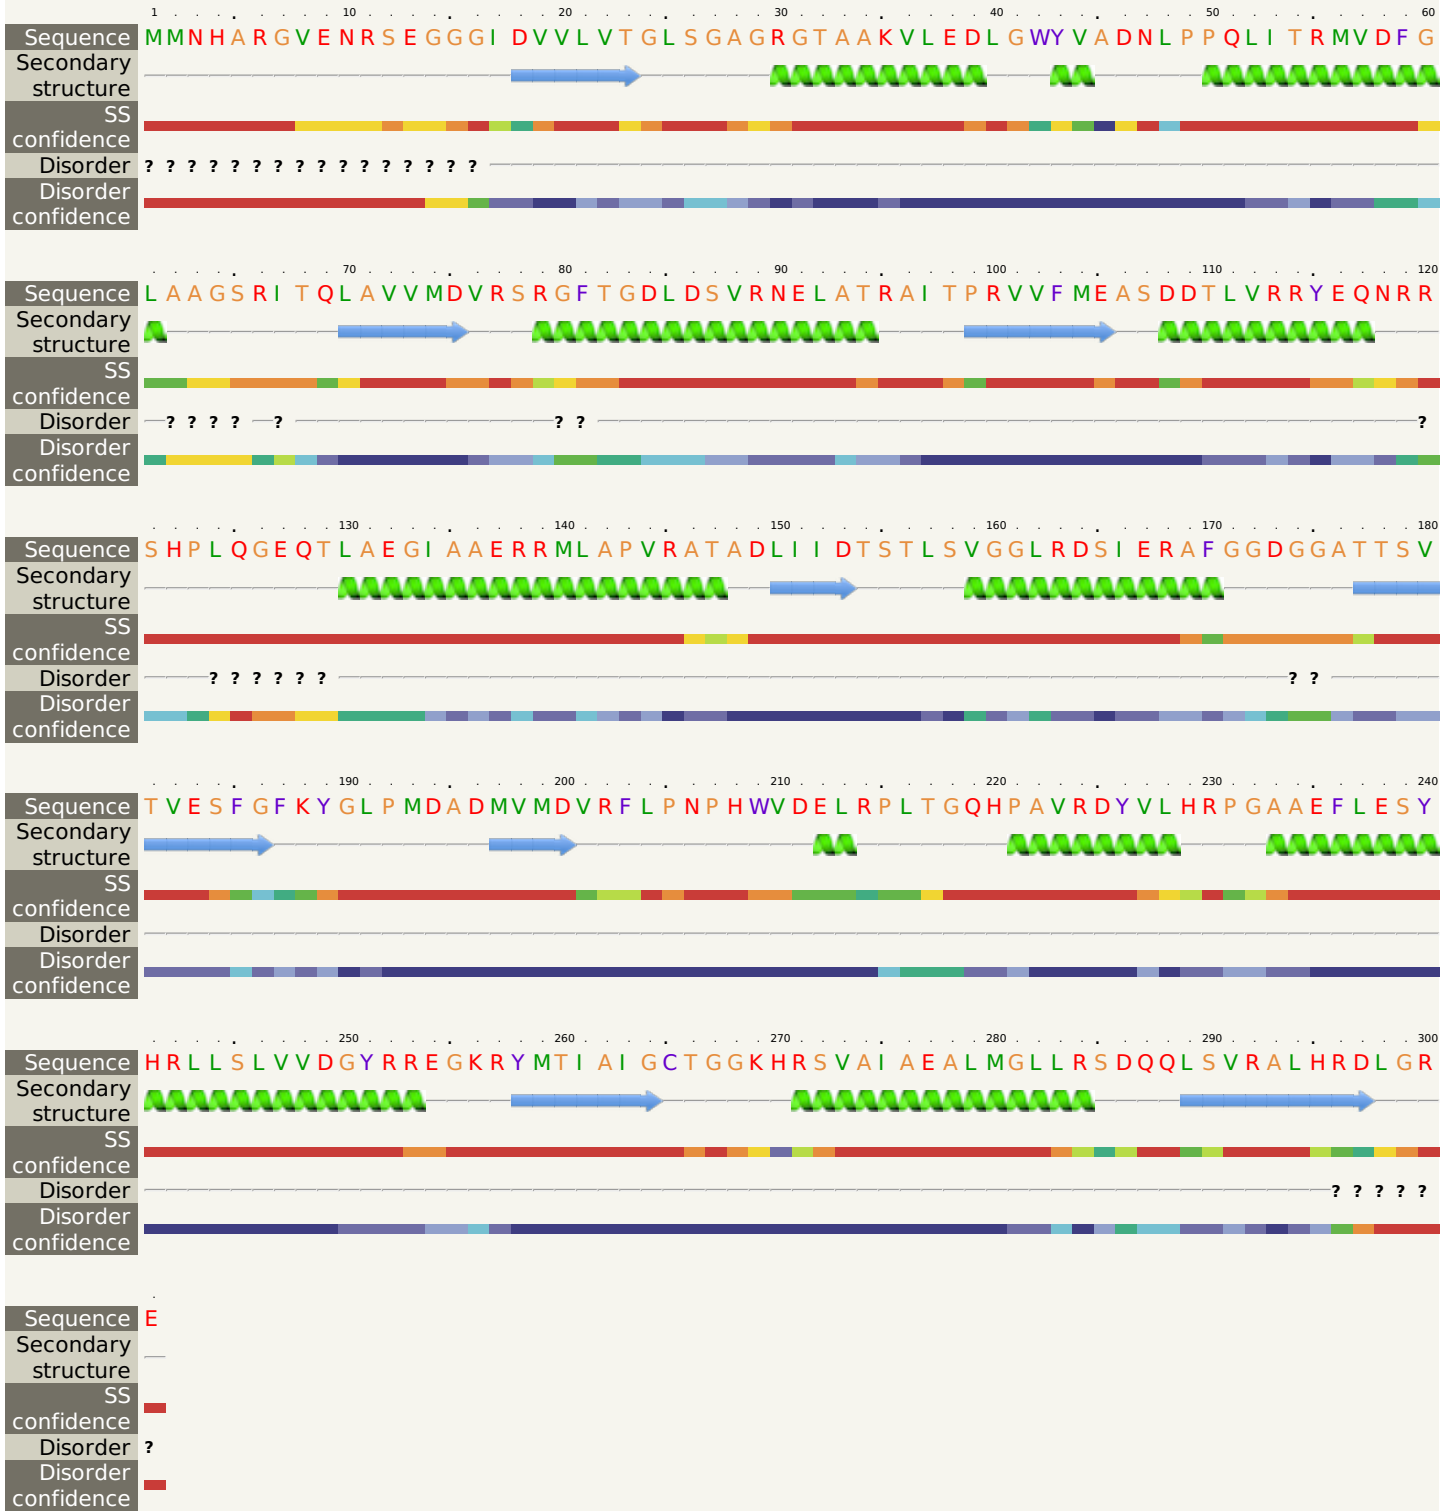 1 10 20 30 40 50 60
Sequence MMNHARGVENRSEGGGIDVVLVTGLSGAGRGTAAKVLEDLGWYVADNLPPQLITRMVDFG
Secondary
structure
SS
confidence
Disorder ? ? ? ? ? ? ? ? ? ? ? ? ? ? ? ?
Disorder
confidence
70 80 90 100 110 120
Sequence LAAGSRITQLAVVMDVRSRGFTGDLDSVRNELATRAITPRVVFMEASDDTLVRRYEQNRR
Secondary
structure
SS
confidence
Disorder ? ? ? ? ? ? ? ?
Disorder
confidence
130 140 150 160 170 180
Sequence SHPLQGEQTLAEGIAAERRMLAPVRATADLIIDTSTLSVGGLRDSIERAFGGDGGATTSV
Secondary
structure
SS
confidence
Disorder ? ? ? ? ? ? ? ?
Disorder
confidence
190 200 210 220 230 240
Sequence TVESFGFKYGLPMDADMVMDVRFLPNPHWVDELRPLTGQHPAVRDYVLHRPGAAEFLESY
Secondary
structure
SS
confidence
Disorder
Disorder
confidence
250 260 270 280 290 300
Sequence HRLLSLVVDGYRREGKRYMTIAIGCTGGKHRSVAIAEALMGLLRSDQQLSVRALHRDLGR
Secondary
structure
SS
confidence
Disorder ? ? ? ? ?
Disorder
confidence
Sequence E
Secondary
structure
SS
confidence
Disorder ?
Disorder
confidence